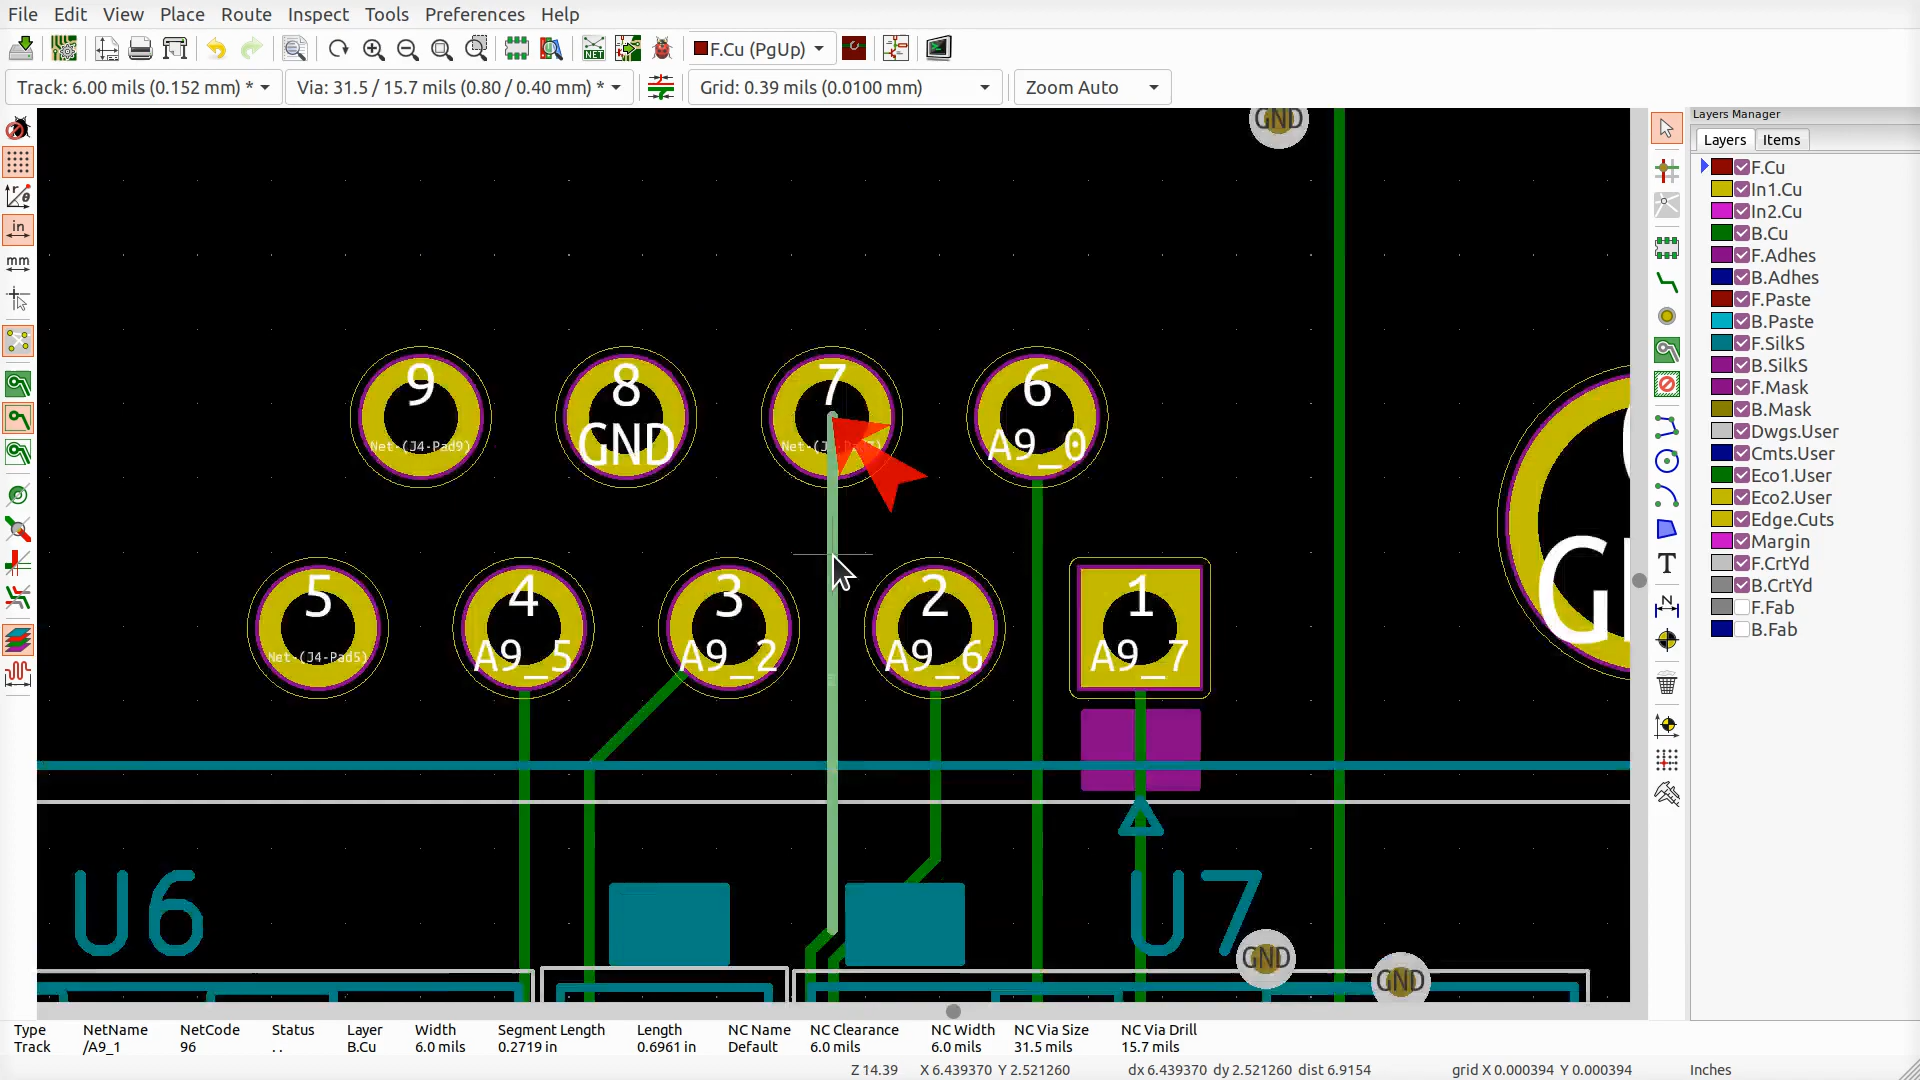 File Edit View Place Route Inspect Tools Preferences Help
NET F.Cu (PgUp)
Track: 6.00 mils (0.152 mm) * Via: 31.5 / 15.7 mils (0.80 / 0.40 mm) * Grid: 0.39 mils (0.0100 mm) Zoom Auto
Layers Manager
Layers Items
F.Cu
In1.Cu
In2.Cu
B.Cu
F.Adhes
B.Adhes
F.Paste
B.Paste
F.SilkS
B.SilkS
F.Mask
B.Mask
Dwgs.User
Cmts.User
Eco1.User
Eco2.User
Edge.Cuts
Margin
F.CrtYd
B.CrtYd
F.Fab
B.Fab
in
mm
T
N
GND
9 8 7 6
Net-(J4-Pad9) GND A9_0
5 4 3 2 1
Net-(J4-Pad5) A9_5 A9_2 A9_6 A9_7
U6 U7
GND GND
Type NetName NetCode Status Layer Width Segment Length Length NC Name NC Clearance NC Width NC Via Size NC Via Drill
Track /A9_1 96 . . B.Cu 6.0 mils 0.2719 in 0.6961 in Default 6.0 mils 6.0 mils 31.5 mils 15.7 mils
Z 14.39 X 6.439370 Y 2.521260 dx 6.439370 dy 2.521260 dist 6.9154 grid X 0.000394 Y 0.000394 Inches